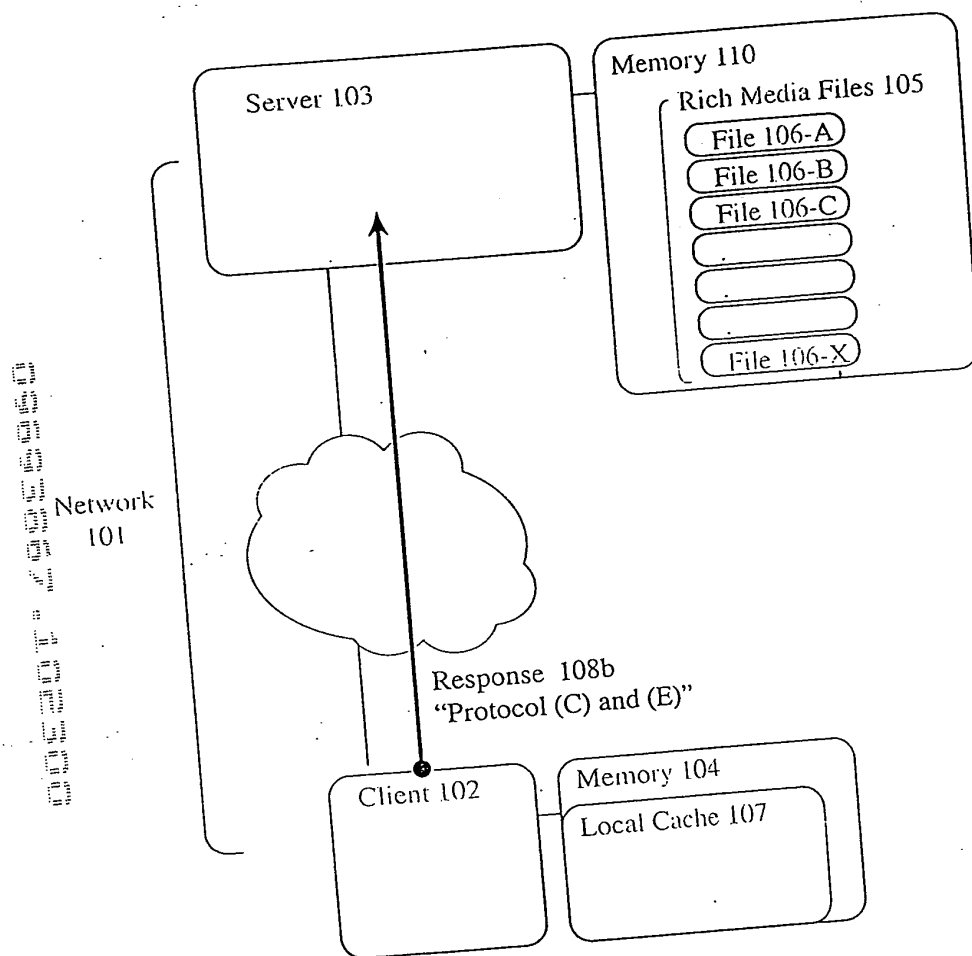 Server 103
Memory 110
Rich Media Files 105
File 106-A
File 106-B
File 106-C
File 106-X
Network
101
Response 108b
“Protocol (C) and (E)”
Client 102
Memory 104
Local Cache 107